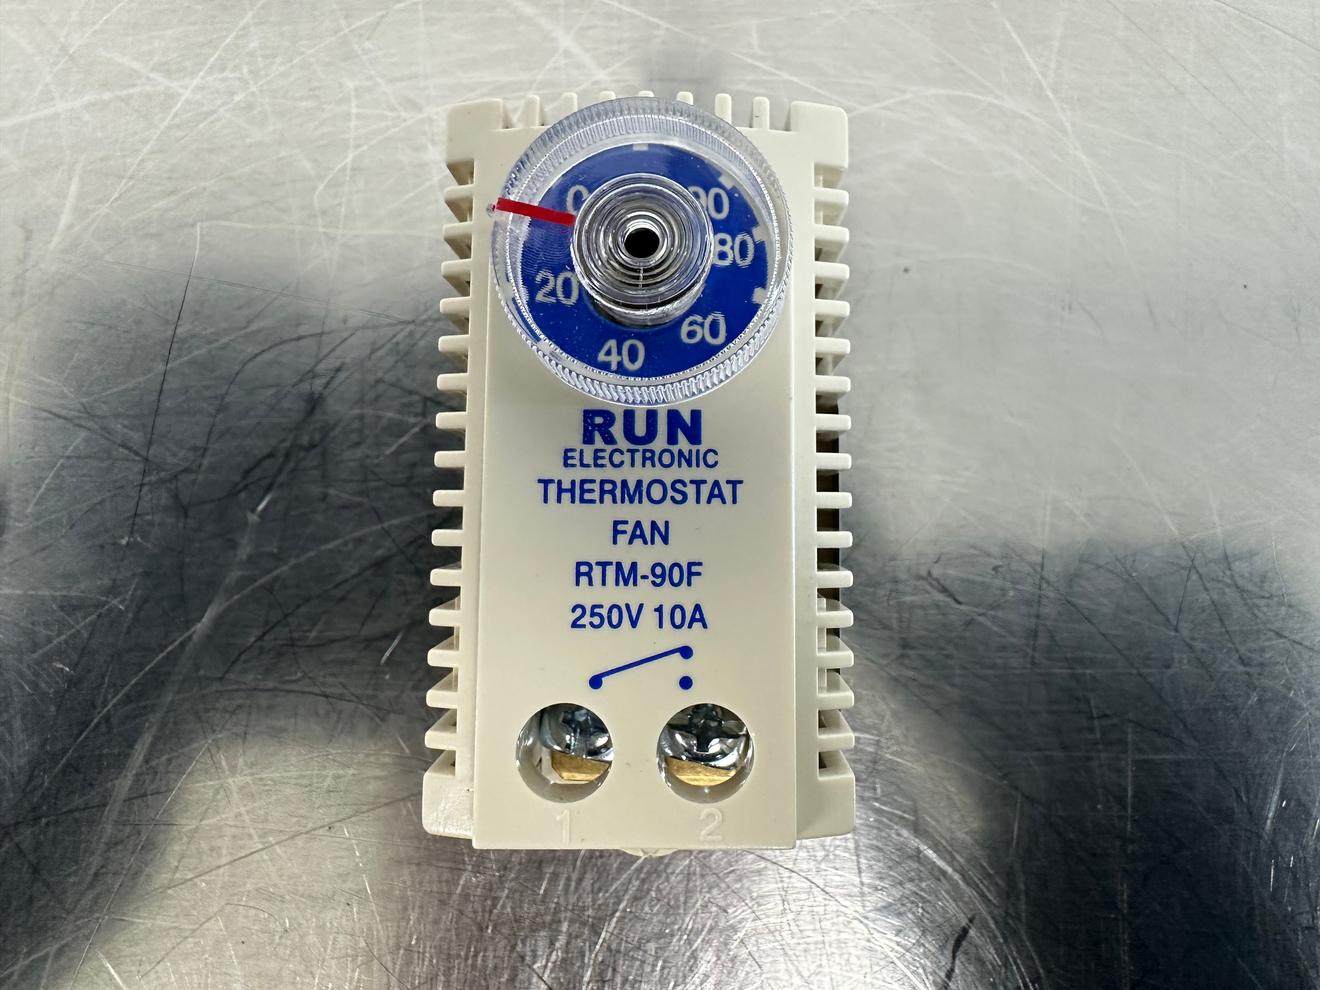 0 90
80
20
60
40
RUN
ELECTRONIC
THERMOSTAT
FAN
RTM-90F
250V 10A
1 2